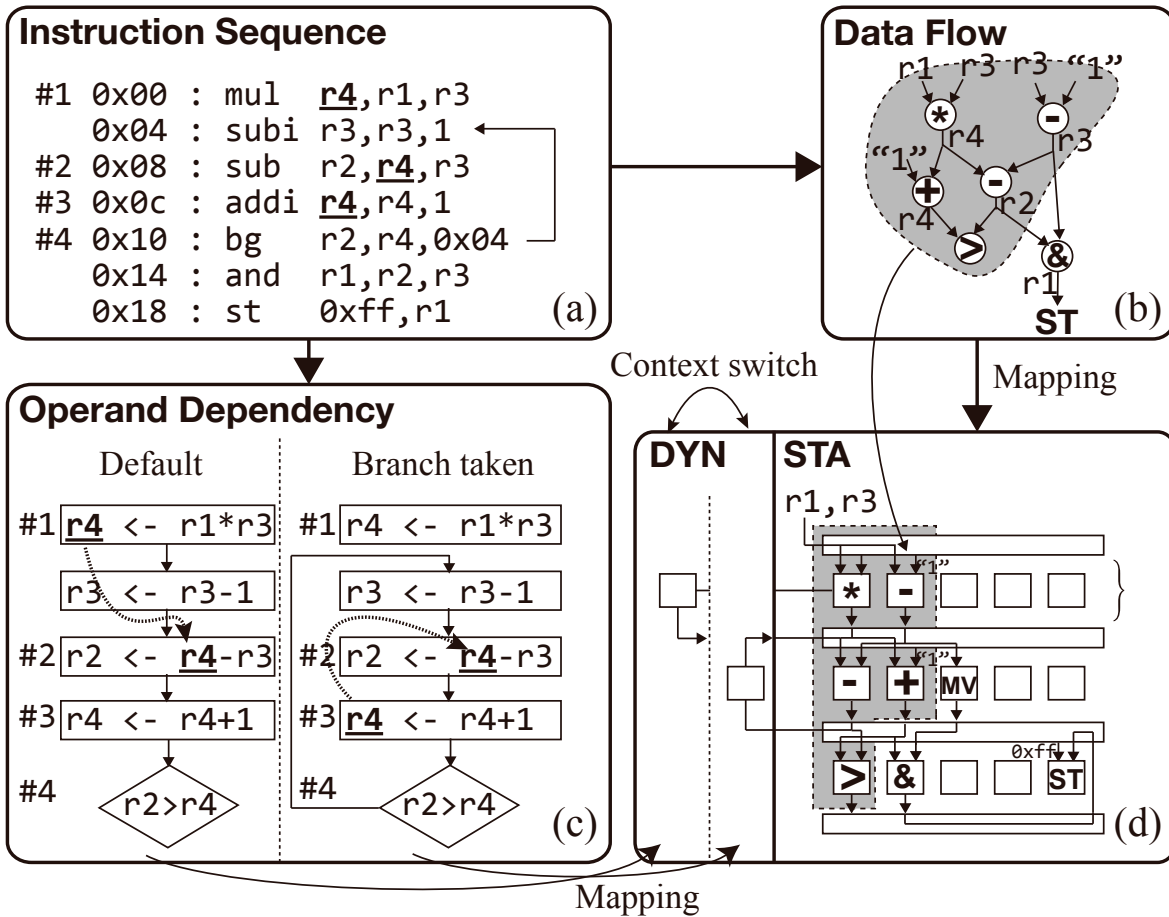 Instruction Sequence
#1 0x00 : mul r4,r1,r3
0x04 : subi r3,r3,1
#2 0x08 : sub r2,r4,r3
#3 0x0c : addi r4,r4,1
#4 0x10 : bg r2,r4,0x04
0x14 : and r1,r2,r3
0x18 : st 0xff,r1
(a)
Data Flow
r1 r3 r3 “1”
* -
r4 r3
“1”
+ -
r4 r2
> &
r1
ST
(b)
Mapping
Operand Dependency
Default
#1 r4 <- r1*r3
r3 <- r3-1
#2 r2 <- r4-r3
#3 r4 <- r4+1
#4 r2>r4
Branch taken
#1 r4 <- r1*r3
r3 <- r3-1
#2 r2 <- r4-r3
#3 r4 <- r4+1
#4 r2>r4
(c)
Mapping
Context switch
DYN
STA
r1,r3
* - “1”
- + “1” MV
> & 0xff ST
(d)